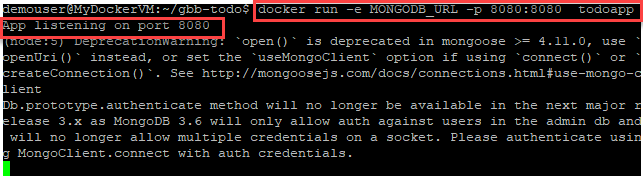 demouser@MyDockerVM:~/gbb-todo$ docker run -e MONGODB_URL -p 8080:8080  todoapp
App listening on port 8080
(node:5) DeprecationWarning: `open()` is deprecated in mongoose >= 4.11.0, use `
openUri()` instead, or set the `useMongoClient` option if using `connect()` or `
createConnection()`. See http://mongoosejs.com/docs/connections.html#use-mongo-c
lient
Db.prototype.authenticate method will no longer be available in the next major r
elease 3.x as MongoDB 3.6 will only allow auth against users in the admin db and
 will no longer allow multiple credentials on a socket. Please authenticate usin
g MongoClient.connect with auth credentials.